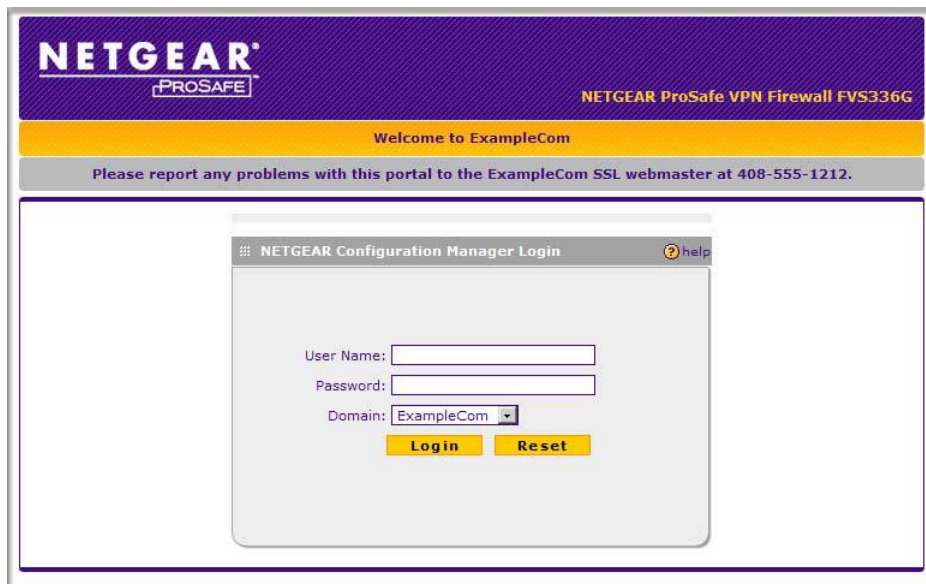 NETGEAR®
PROSAFE
NETGEAR ProSafe VPN Firewall FVS336G
Welcome to ExampleCom
Please report any problems with this portal to the ExampleCom SSL webmaster at 408-555-1212.
NETGEAR Configuration Manager Login
? help
User Name:
Password:
Domain: ExampleCom
Login Reset